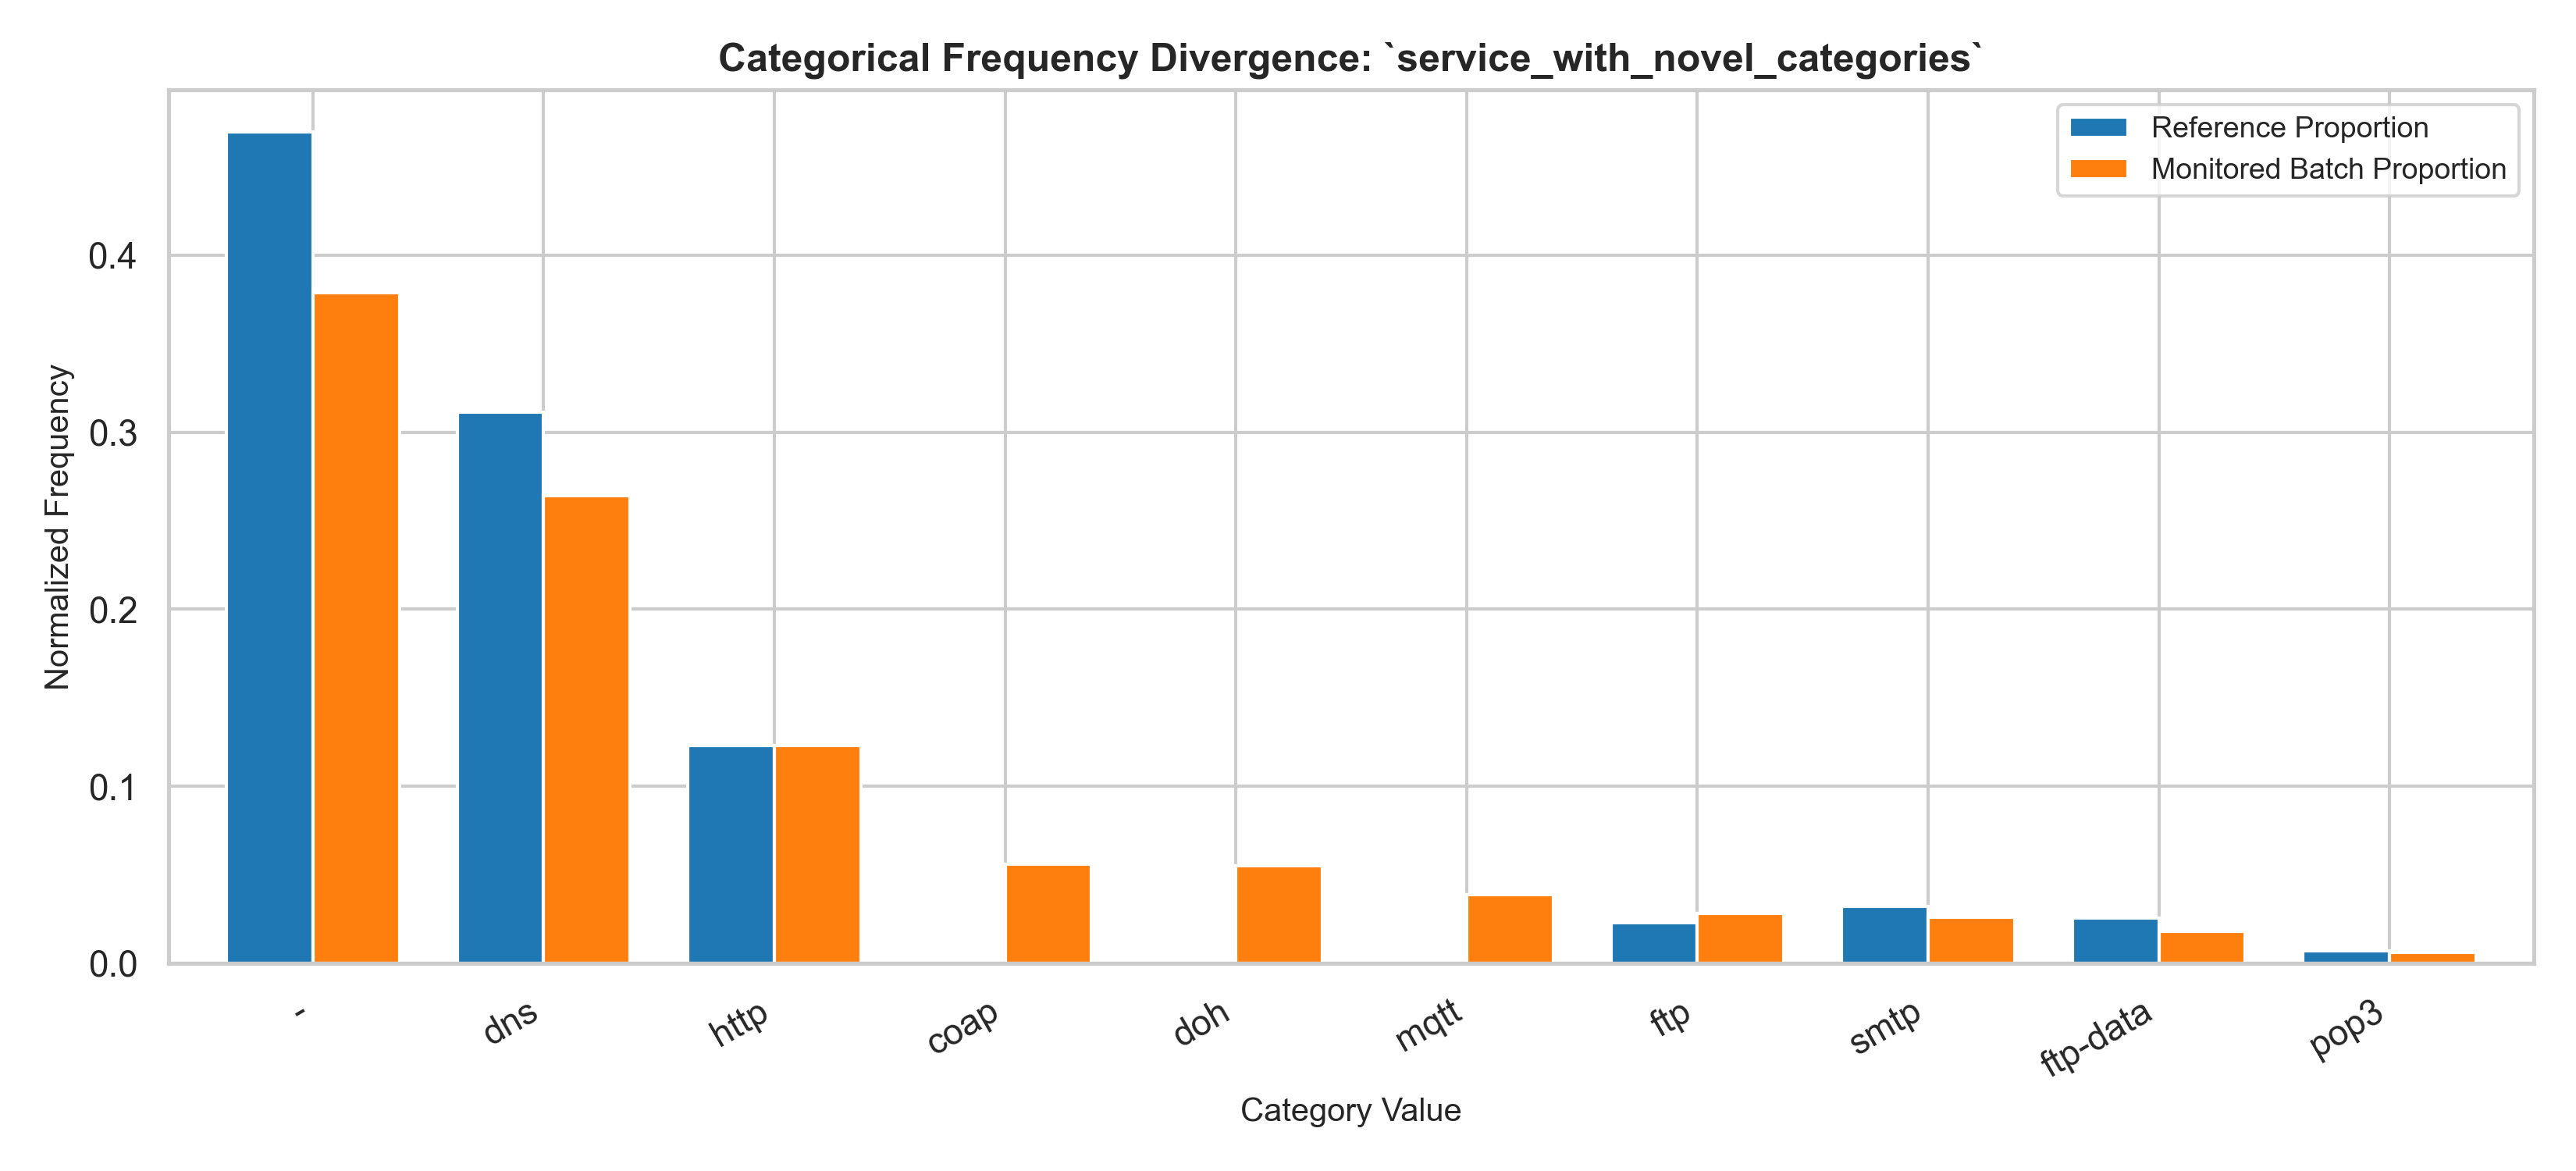 Categorical Frequency Divergence: `service_with_novel_categories`
Reference Proportion
Monitored Batch Proportion
Normalized Frequency
0.4
0.3
0.2
0.1
0.0
-
dns
http
coap
doh
mqtt
ftp
smtp
ftp-data
pop3
Category Value